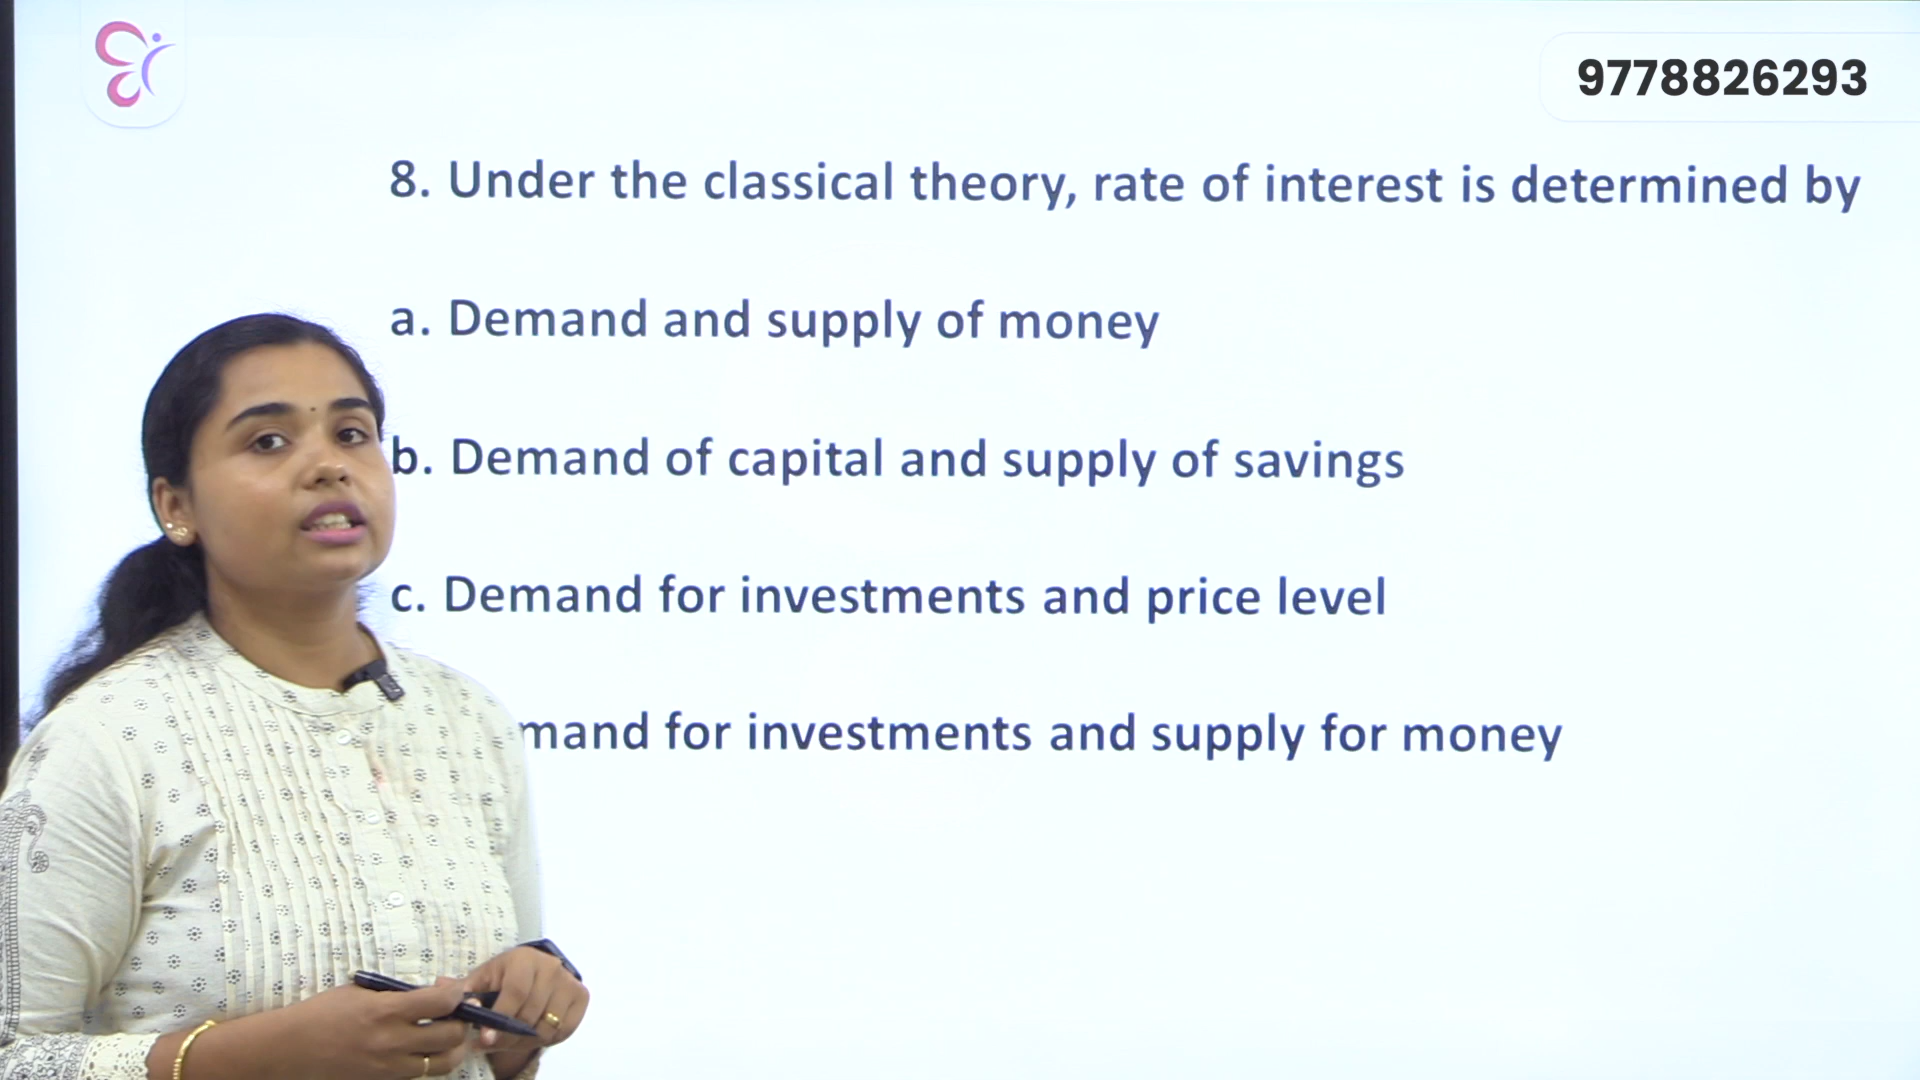 9778826293
8. Under the classical theory, rate of interest is determined by
a. Demand and supply of money
b. Demand of capital and supply of savings
c. Demand for investments and price level
mand for investments and supply for money